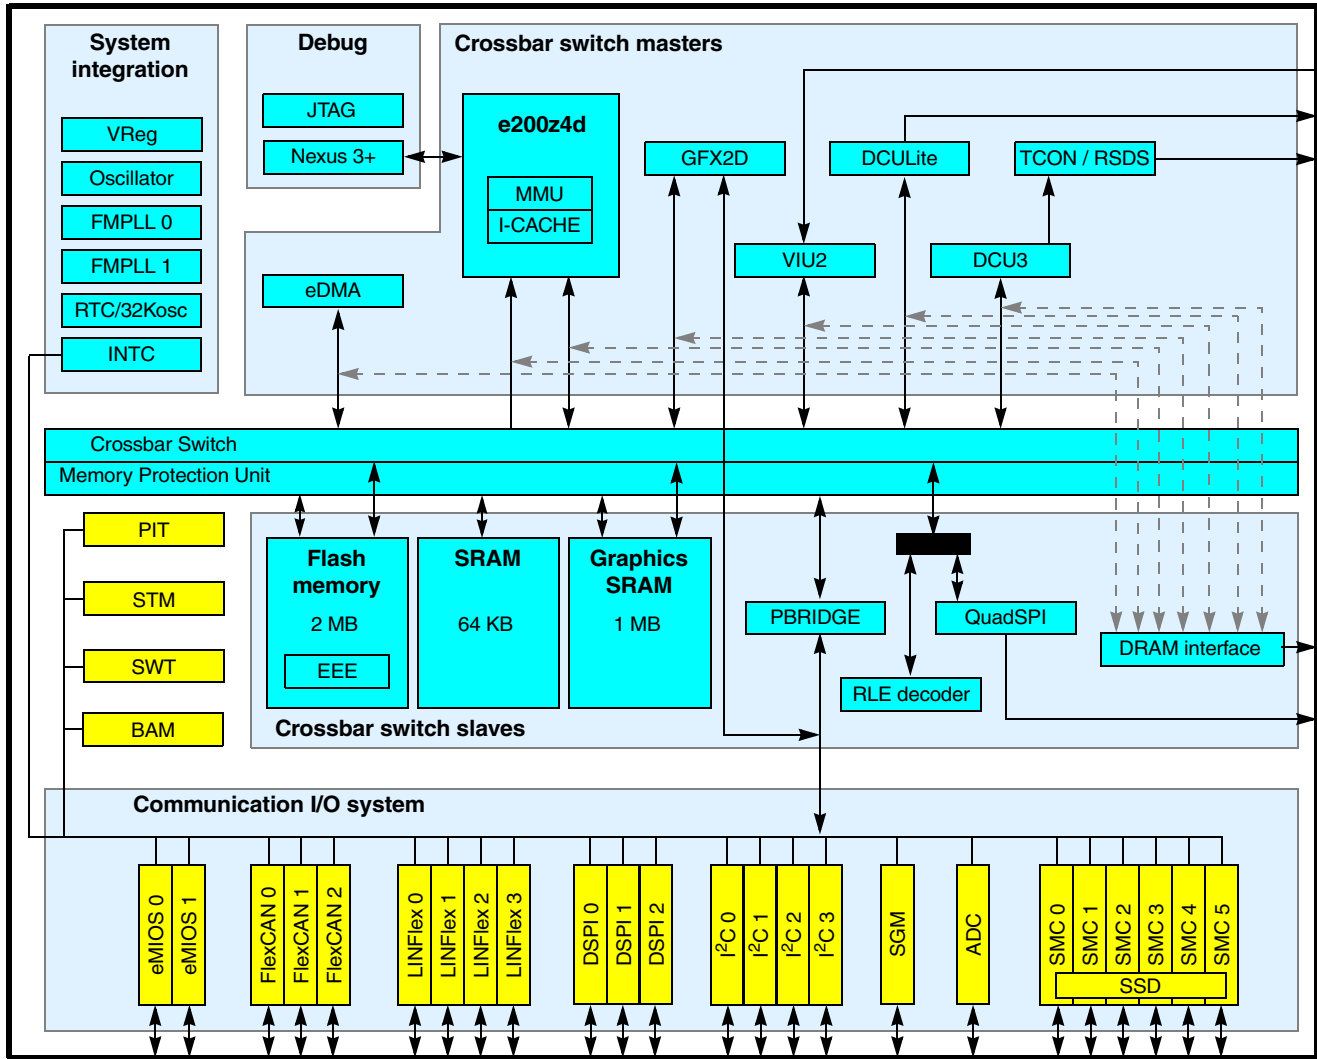 System
integration
VReg
Oscillator
FMPLL 0
FMPLL 1
RTC/32Kosc
INTC
Debug
JTAG
Nexus 3+
Crossbar switch masters
e200z4d
MMU
I-CACHE
GFX2D
DCULite
TCON / RSDS
VIU2
DCU3
eDMA
Crossbar Switch
Memory Protection Unit
PIT
STM
SWT
BAM
Flash
memory
2 MB
EEE
SRAM
64 KB
Graphics
SRAM
1 MB
PBRIDGE
QuadSPI
RLE decoder
DRAM interface
Crossbar switch slaves
Communication I/O system
eMIOS 0
eMIOS 1
FlexCAN 0
FlexCAN 1
FlexCAN 2
LINFlex 0
LINFlex 1
LINFlex 2
LINFlex 3
DSPI 0
DSPI 1
DSPI 2
I²C 0
I²C 1
I²C 2
I²C 3
SGM
ADC
SMC 0
SMC 1
SMC 2
SMC 3
SMC 4
SMC 5
SSD